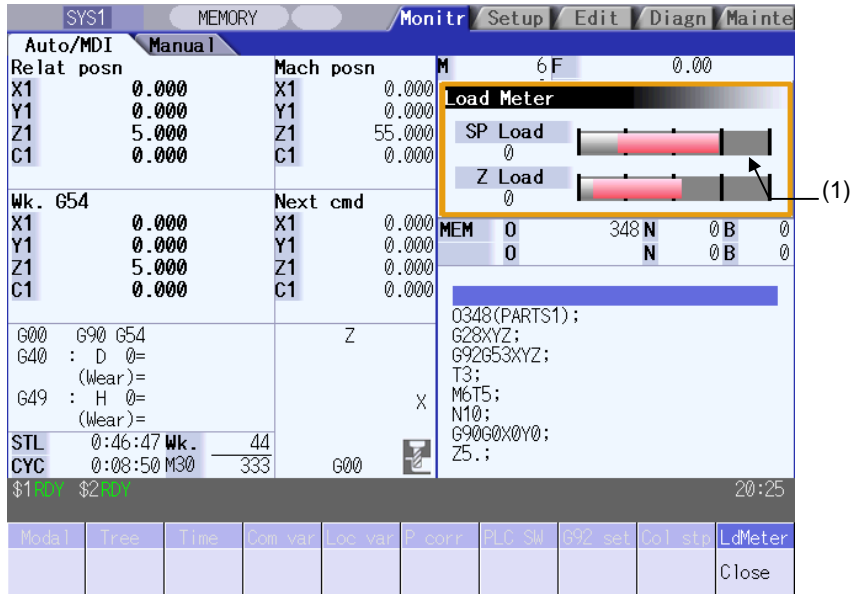 SYS1 MEMORY Monitr Setup Edit Diagn Mainte
Auto/MDI Manual
Relat posn
X1 0.000
Y1 0.000
Z1 5.000
C1 0.000
Mach posn
X1 0.000
Y1 0.000
Z1 55.000
C1 0.000
M 6 F 0.00
Load Meter
SP Load
0
Z Load
0
(1)
Wk. G54
X1 0.000
Y1 0.000
Z1 5.000
C1 0.000
Next cmd
X1 0.000
Y1 0.000
Z1 0.000
C1 0.000
MEM O 348 N 0 B 0
O 0 N 0 B 0
O348(PARTS1);
G28XYZ;
G92G53XYZ;
T3;
M6T5;
N10;
G90G0X0Y0;
Z5.;
G00 G90 G54
G40 : D 0=
(Wear)=
G49 : H 0=
(Wear)=
Z
X
G00
STL 0:46:47 Wk. 44
CYC 0:08:50 M30 333
$1 RDY $2 RDY 20:25
Modal Tree Time Com var Loc var P corr PLC SW G92 set Col stp LdMeter
Close